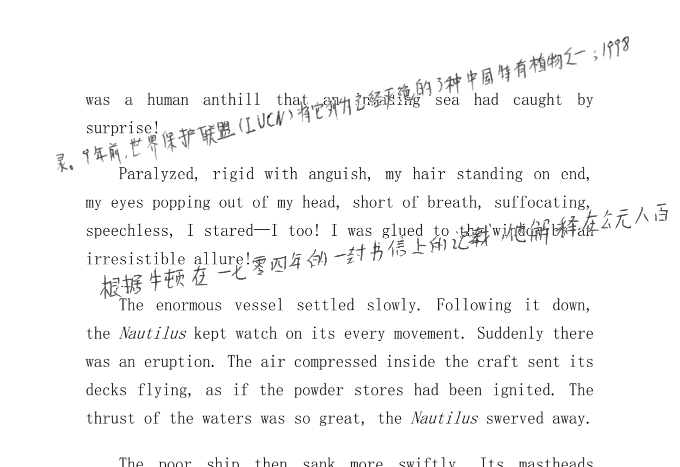 was a human anthill that an invading sea had caught by
surprise!
灵。9年前,世界保护联盟(IUCN)将它列为已经灭绝的3种中国特有植物之一;1998
Paralyzed, rigid with anguish, my hair standing on end,
my eyes popping out of my head, short of breath, suffocating,
speechless, I stared—I too! I was glued to the window by an
irresistible allure!
根据牛顿在一七零四年的一封书信上的记载,他解释在公元人百
The enormous vessel settled slowly. Following it down,
the Nautilus kept watch on its every movement. Suddenly there
was an eruption. The air compressed inside the craft sent its
decks flying, as if the powder stores had been ignited. The
thrust of the waters was so great, the Nautilus swerved away.
The poor ship then sank more swiftly. Its mastheads